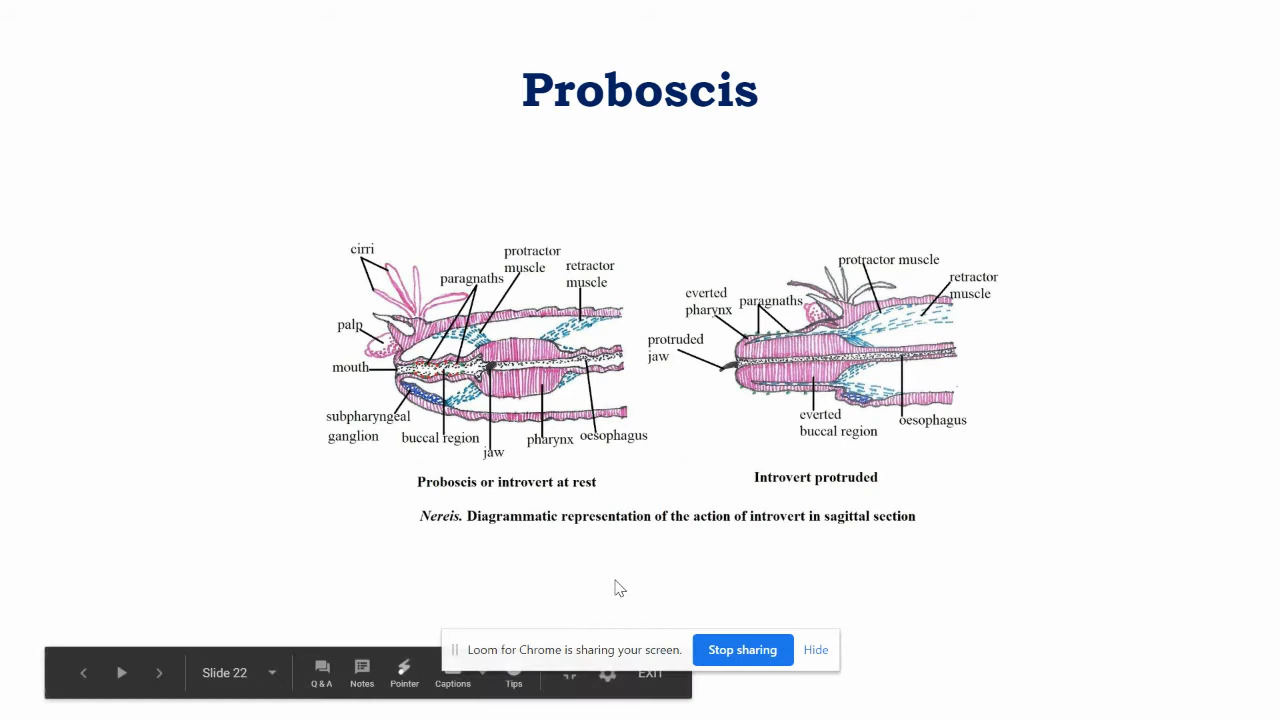 Proboscis
cirri
protractor
muscle
paragnaths
retractor
muscle
palp
mouth
subpharyngeal
ganglion
buccal region
jaw
pharynx
oesophagus
Proboscis or introvert at rest
protractor muscle
retractor
muscle
everted
pharynx
paragnaths
protruded
jaw
everted
buccal region
oesophagus
Introvert protruded
Nereis. Diagrammatic representation of the action of introvert in sagittal section
Loom for Chrome is sharing your screen.
Stop sharing
Hide
Slide 22
Q & A
Notes
Pointer
Captions
Tips
EXIT